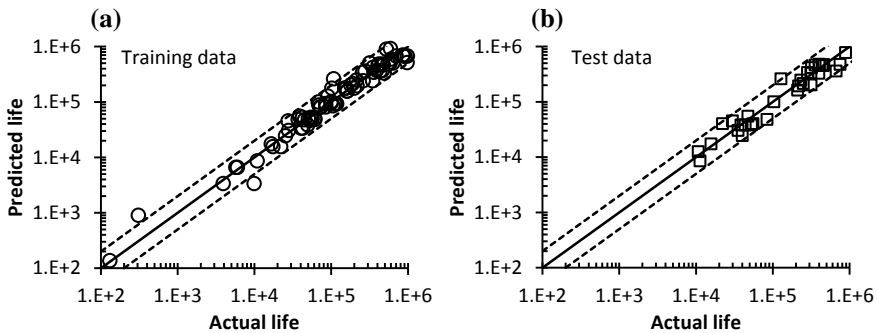 (a)
Training data
Predicted life
1.E+6
1.E+5
1.E+4
1.E+3
1.E+2
1.E+2 1.E+3 1.E+4 1.E+5 1.E+6
Actual life
(b)
Test data
Predicted life
1.E+6
1.E+5
1.E+4
1.E+3
1.E+2
1.E+2 1.E+3 1.E+4 1.E+5 1.E+6
Actual life